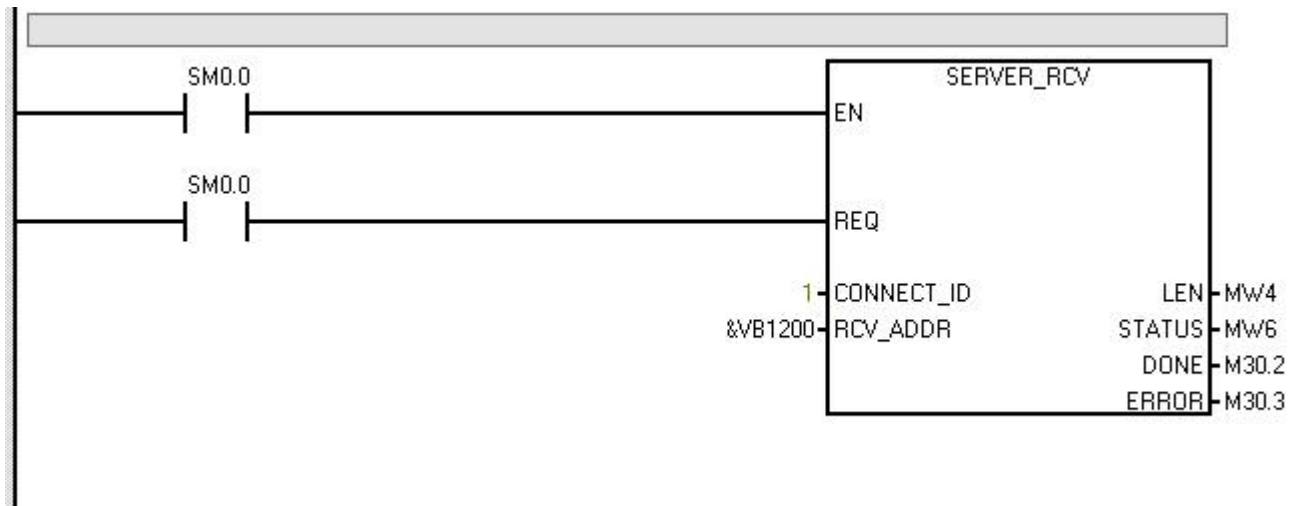 SM0.0
SERVER_RCV
EN
SM0.0
REQ
1 CONNECT_ID LEN MW4
&VB1200 RCV_ADDR STATUS MW6
DONE M30.2
ERROR M30.3